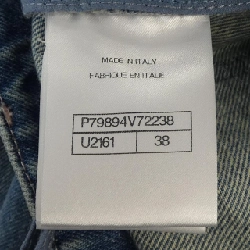 MADE IN ITALY
FABRIQUE EN ITALIE
P79894V72238
U2161 38